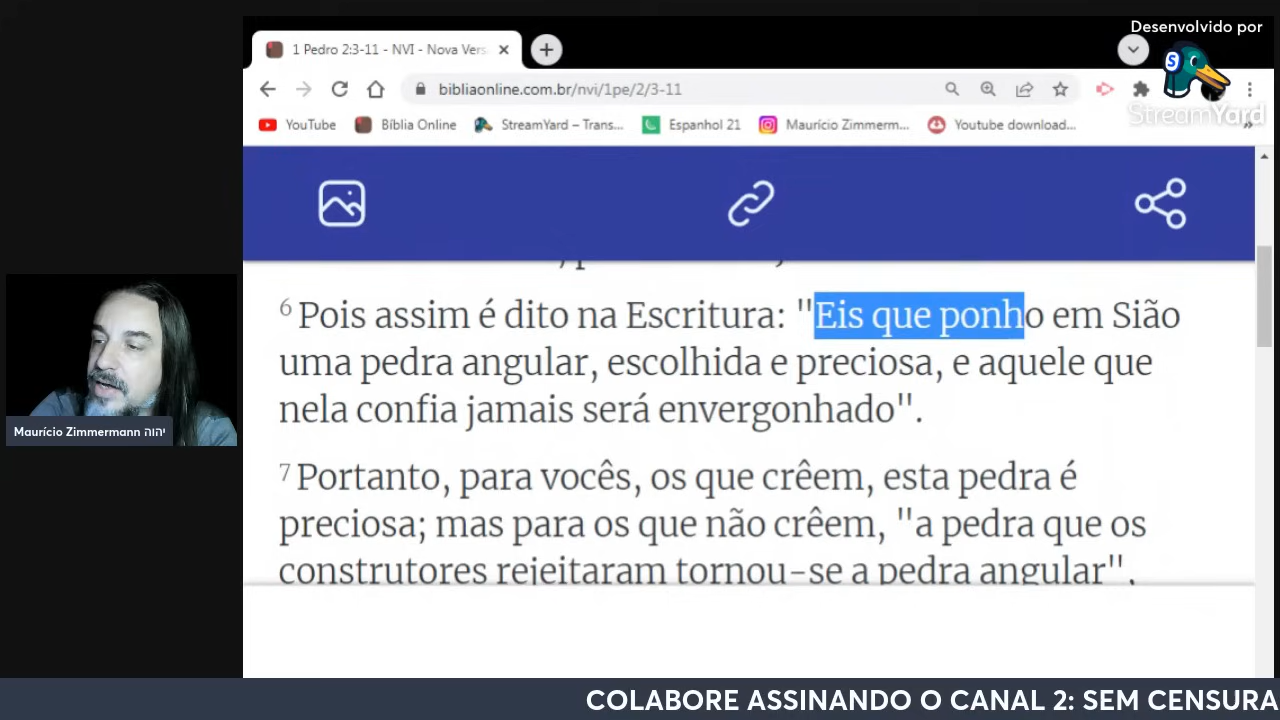 Desenvolvido por
StreamYard
1 Pedro 2:3-11 - NVI - Nova Vers
bibliaonline.com.br/nvi/1pe/2/3-11
YouTube
Bíblia Online
StreamYard – Trans...
Espanhol 21
Maurício Zimmerm...
Youtube download...
6 Pois assim é dito na Escritura: "Eis que ponho em Sião
uma pedra angular, escolhida e preciosa, e aquele que
nela confia jamais será envergonhado".
7 Portanto, para vocês, os que crêem, esta pedra é
preciosa; mas para os que não crêem, "a pedra que os
construtores rejeitaram tornou-se a pedra angular",
Maurício Zimmermann יהוה
COLABORE ASSINANDO O CANAL 2: SEM CENSURA